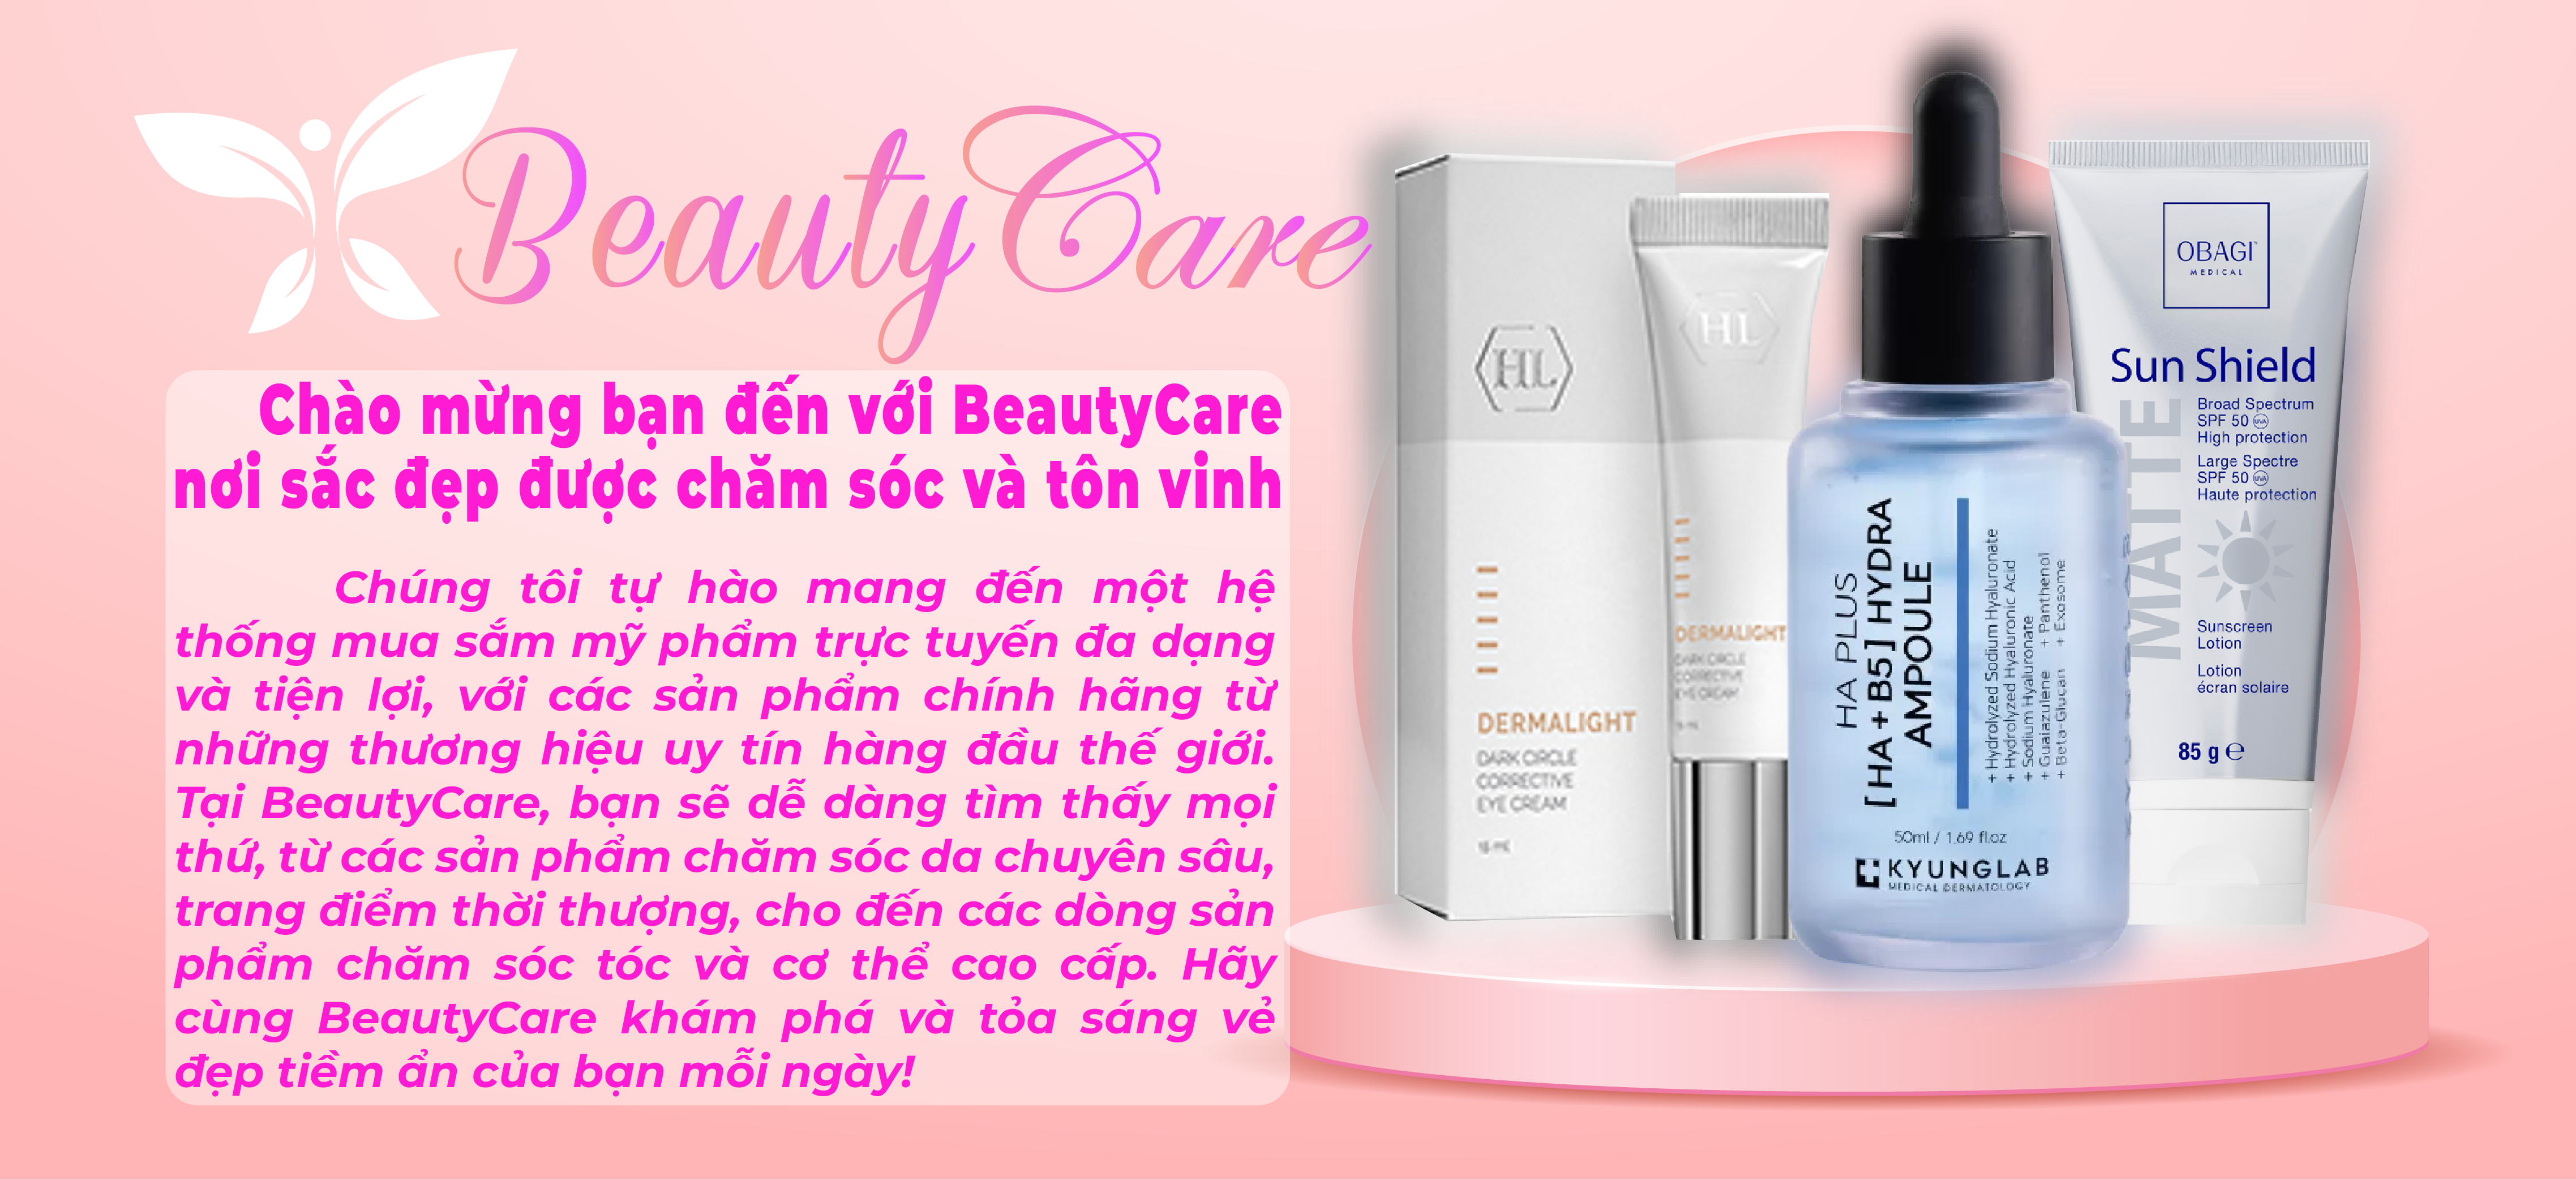 BeautyCare
Chào mừng bạn đến với BeautyCare
nơi sắc đẹp được chăm sóc và tôn vinh
Chúng tôi tự hào mang đến một hệ
thống mua sắm mỹ phẩm trực tuyến đa dạng
và tiện lợi, với các sản phẩm chính hãng từ
những thương hiệu uy tín hàng đầu thế giới.
Tại BeautyCare, bạn sẽ dễ dàng tìm thấy mọi
thứ, từ các sản phẩm chăm sóc da chuyên sâu,
trang điểm thời thượng, cho đến các dòng sản
phẩm chăm sóc tóc và cơ thể cao cấp. Hãy
cùng BeautyCare khám phá và tỏa sáng vẻ
đẹp tiềm ẩn của bạn mỗi ngày!
HL
DERMALIGHT
DARK CIRCLE
CORRECTIVE
EYE CREAM
HL
DERMALIGHT
DARK CIRCLE
CORRECTIVE
EYE CREAM
HA PLUS
[HA+B5] HYDRA
AMPOULE
+ Hydrolyzed Sodium Hyaluronate
+ Hydrolyzed Hyaluronic Acid
+ Sodium Hyaluronate
+ Guaiazulene + Panthenol
+ Beta-Glucan + Exosome
50ml / 1.69 fl.oz
KYUNGLAB
MEDICAL DERMATOLOGY
OBAGI
MEDICAL
Sun Shield
MATTE
Broad Spectrum
SPF 50 UVA
High protection
Large Spectre
SPF 50 UVA
Haute protection
Sunscreen
Lotion
Lotion
écran solaire
85 g e